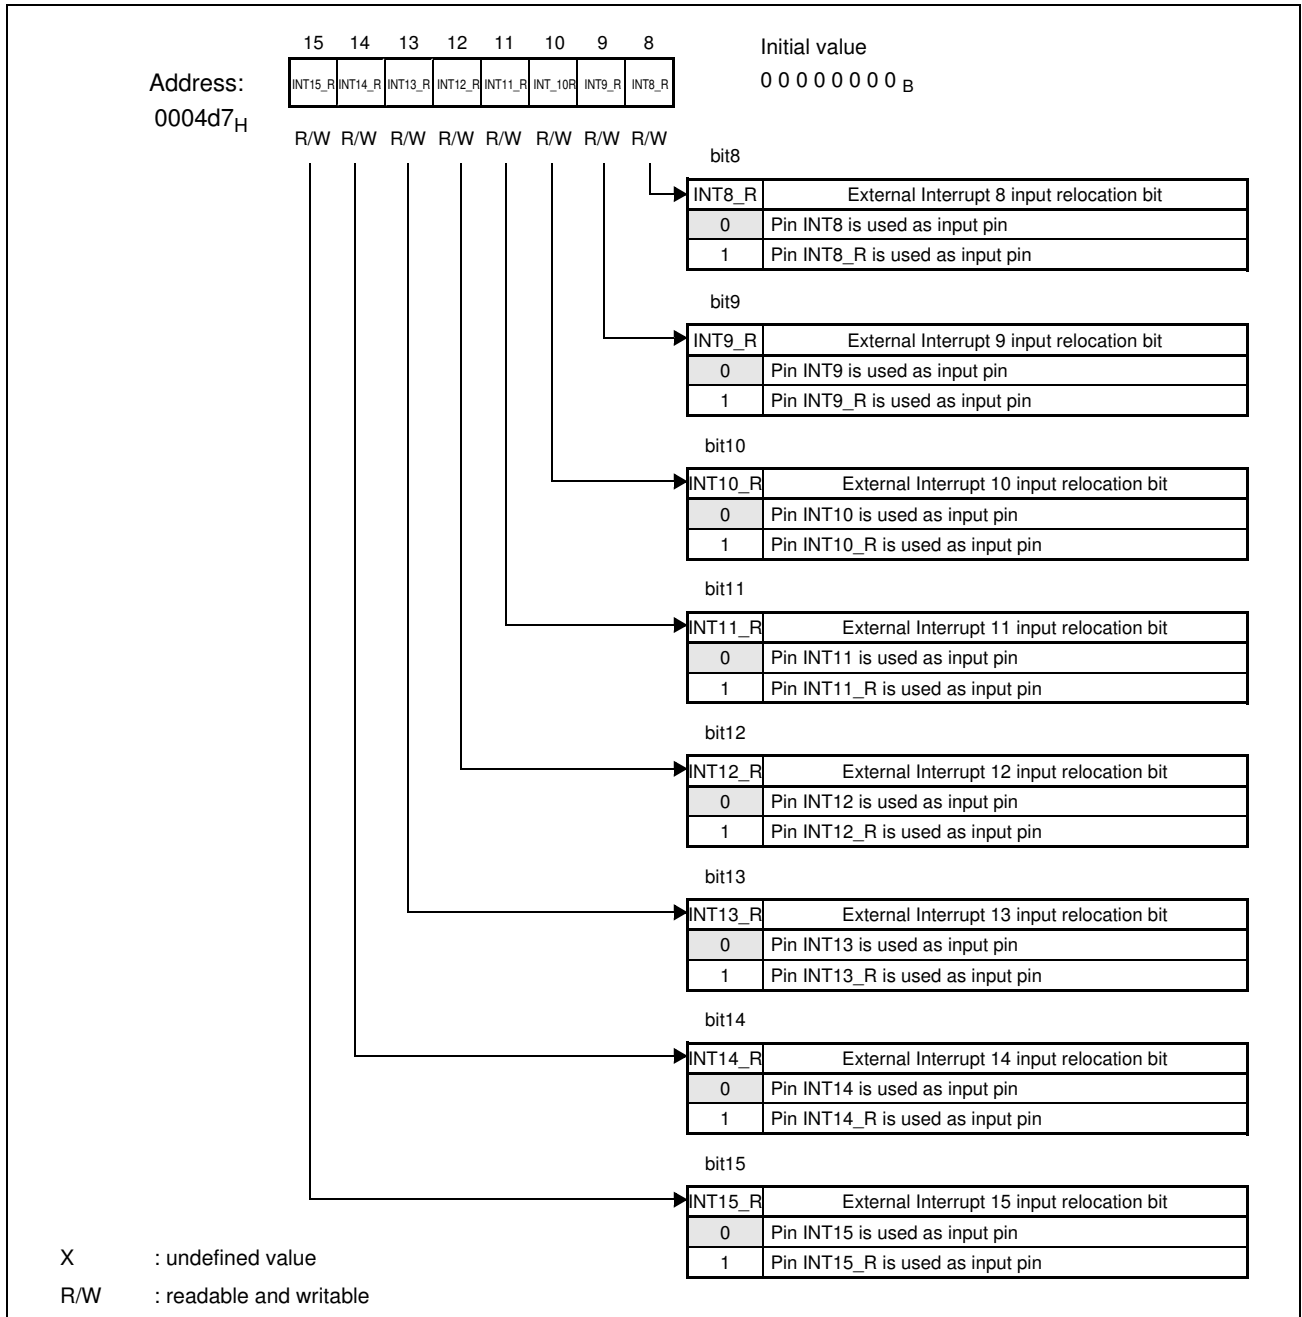 15 14 13 12 11 10 9 8
Initial value
Address:
INT15_R INT14_R INT13_R INT12_R INT11_R INT_10R INT9_R INT8_R
0 0 0 0 0 0 0 0 B
0004d7H
R/W R/W R/W R/W R/W R/W R/W R/W
bit8
INT8_R External Interrupt 8 input relocation bit
0 Pin INT8 is used as input pin
1 Pin INT8_R is used as input pin
bit9
INT9_R External Interrupt 9 input relocation bit
0 Pin INT9 is used as input pin
1 Pin INT9_R is used as input pin
bit10
INT10_R External Interrupt 10 input relocation bit
0 Pin INT10 is used as input pin
1 Pin INT10_R is used as input pin
bit11
INT11_R External Interrupt 11 input relocation bit
0 Pin INT11 is used as input pin
1 Pin INT11_R is used as input pin
bit12
INT12_R External Interrupt 12 input relocation bit
0 Pin INT12 is used as input pin
1 Pin INT12_R is used as input pin
bit13
INT13_R External Interrupt 13 input relocation bit
0 Pin INT13 is used as input pin
1 Pin INT13_R is used as input pin
bit14
INT14_R External Interrupt 14 input relocation bit
0 Pin INT14 is used as input pin
1 Pin INT14_R is used as input pin
bit15
INT15_R External Interrupt 15 input relocation bit
0 Pin INT15 is used as input pin
1 Pin INT15_R is used as input pin
X : undefined value
R/W : readable and writable